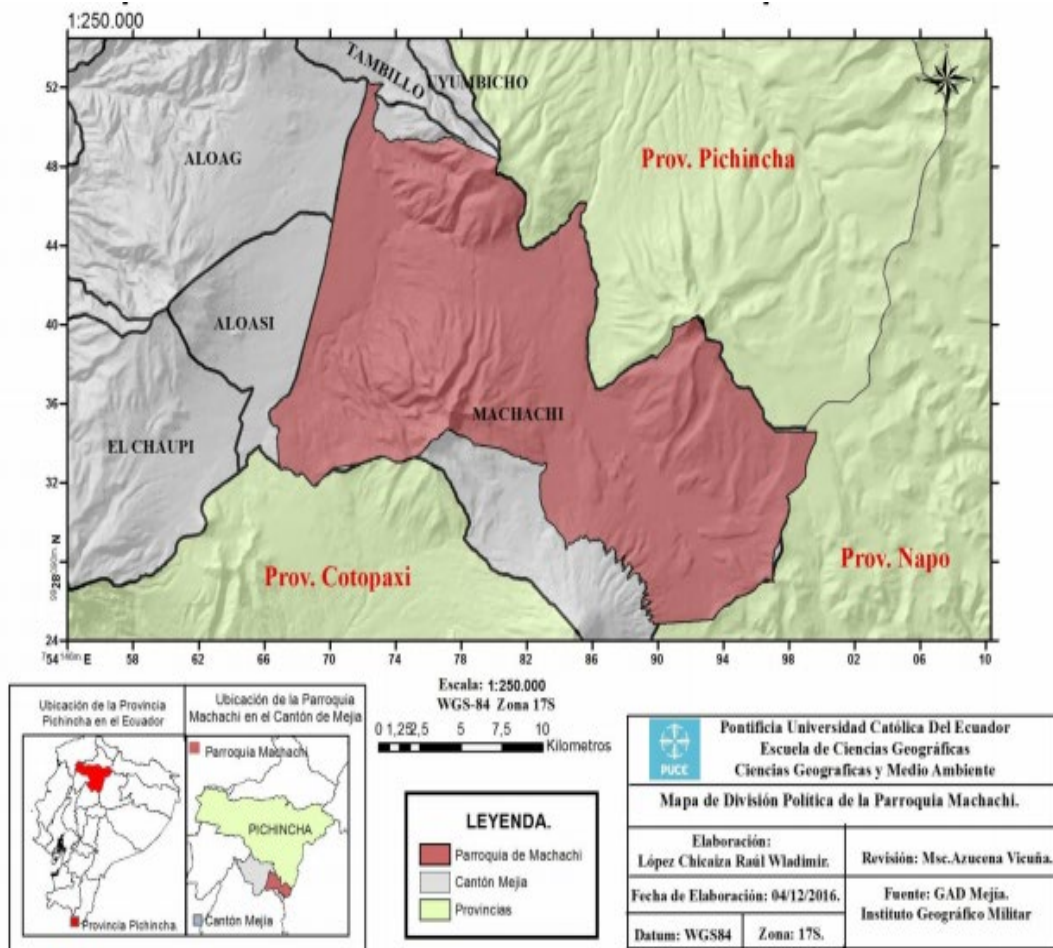 1:250.000
52
48
44
40
36
32
28
24
N
54
E
58
62
66
70
74
78
82
86
90
94
98
02
06
10
TAMBILLO
UYUMBICHO
ALOAG
Prov. Pichincha
ALOASI
MACHACHI
EL CHAUPI
Prov. Cotopaxi
Prov. Napo
Escala: 1:250.000
WGS-84 Zona 17S
0 1,25 2,5 5 7,5 10
Kilometros
Ubicación de la Provincia
Pichincha en el Ecuador
Provincia Pichincha.
Ubicación de la Parroquia
Machachi en el Cantón de Mejia
Parroquia Machachi
PICHINCHA
Cantón Mejía
LEYENDA.
Parroquia de Machachi
Cantón Mejia
Provincias
PUCE
Pontificia Universidad Católica Del Ecuador
Escuela de Ciencias Geográficas
Ciencias Geograficas y Medio Ambiente
Mapa de División Política de la Parroquia Machachi.
Elaboración:
López Chicaiza Raúl Wladimir.
Revisión: Msc.Azucena Vicuña.
Fecha de Elaboración: 04/12/2016.
Fuente: GAD Mejía.
Instituto Geográfico Militar
Datum: WGS84
Zona: 17S.